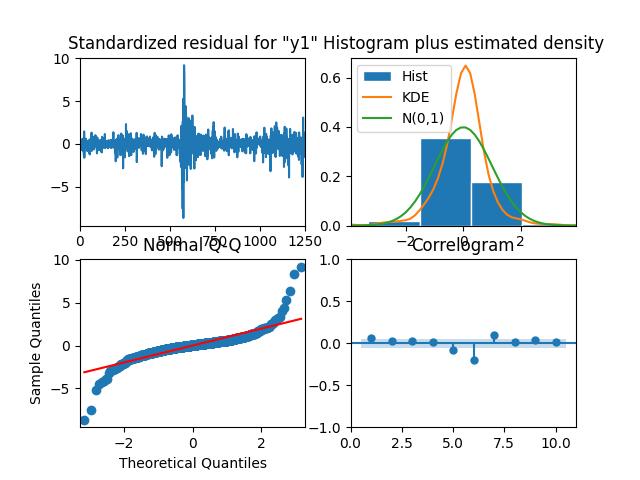 Standardized residual for "y1"
10
5
0
−5
0 250 500 750 1000 1250
Histogram plus estimated density
Hist
KDE
N(0,1)
0.6
0.4
0.2
0.0
−2 0 2
Normal Q-Q
10
5
0
−5
−2 0 2
Sample Quantiles
Theoretical Quantiles
Correlogram
1.0
0.5
0.0
−0.5
−1.0
0.0 2.5 5.0 7.5 10.0